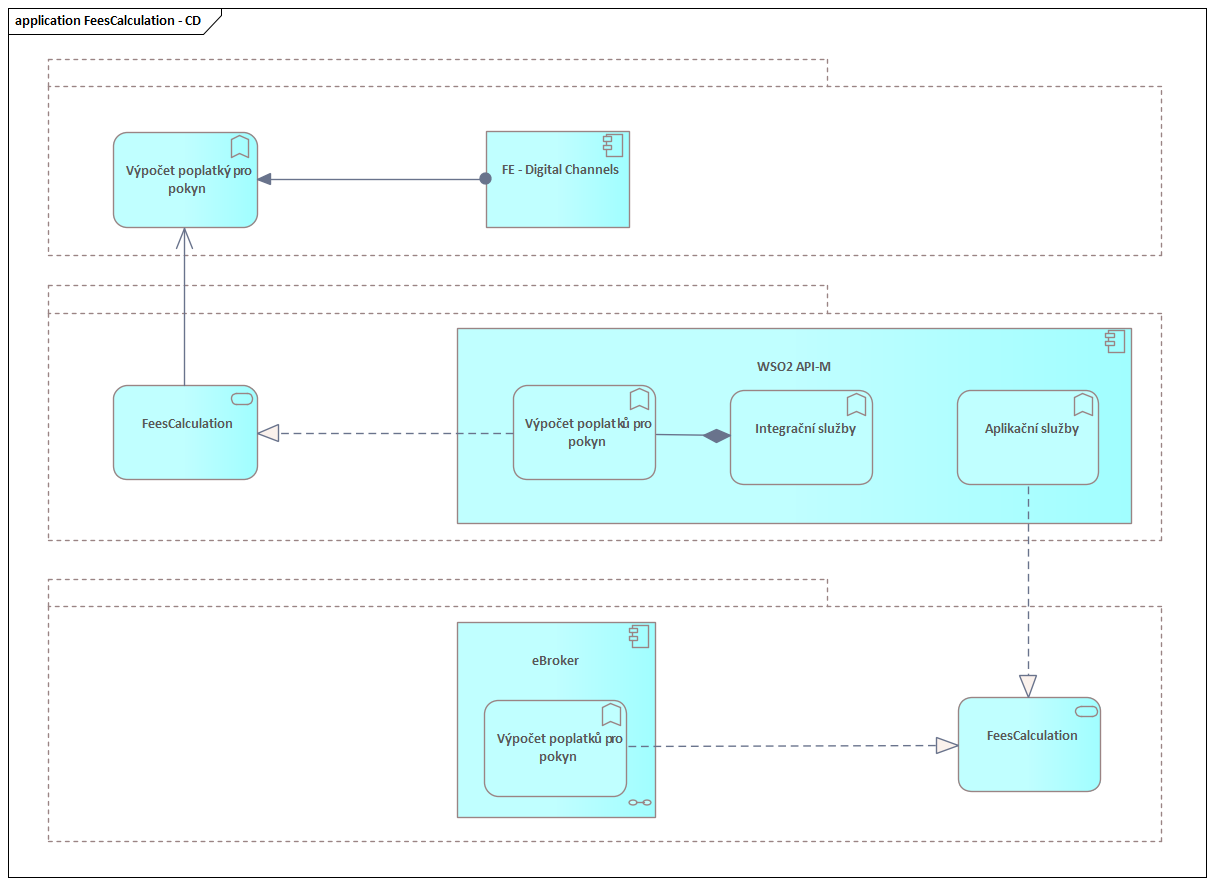 application FeesCalculation - CD
Výpočet poplatký pro
pokyn
FE - Digital Channels
WSO2 API-M
FeesCalculation
Výpočet poplatků pro
pokyn
Integrační služby
Aplikační služby
eBroker
Výpočet poplatků pro
pokyn
FeesCalculation